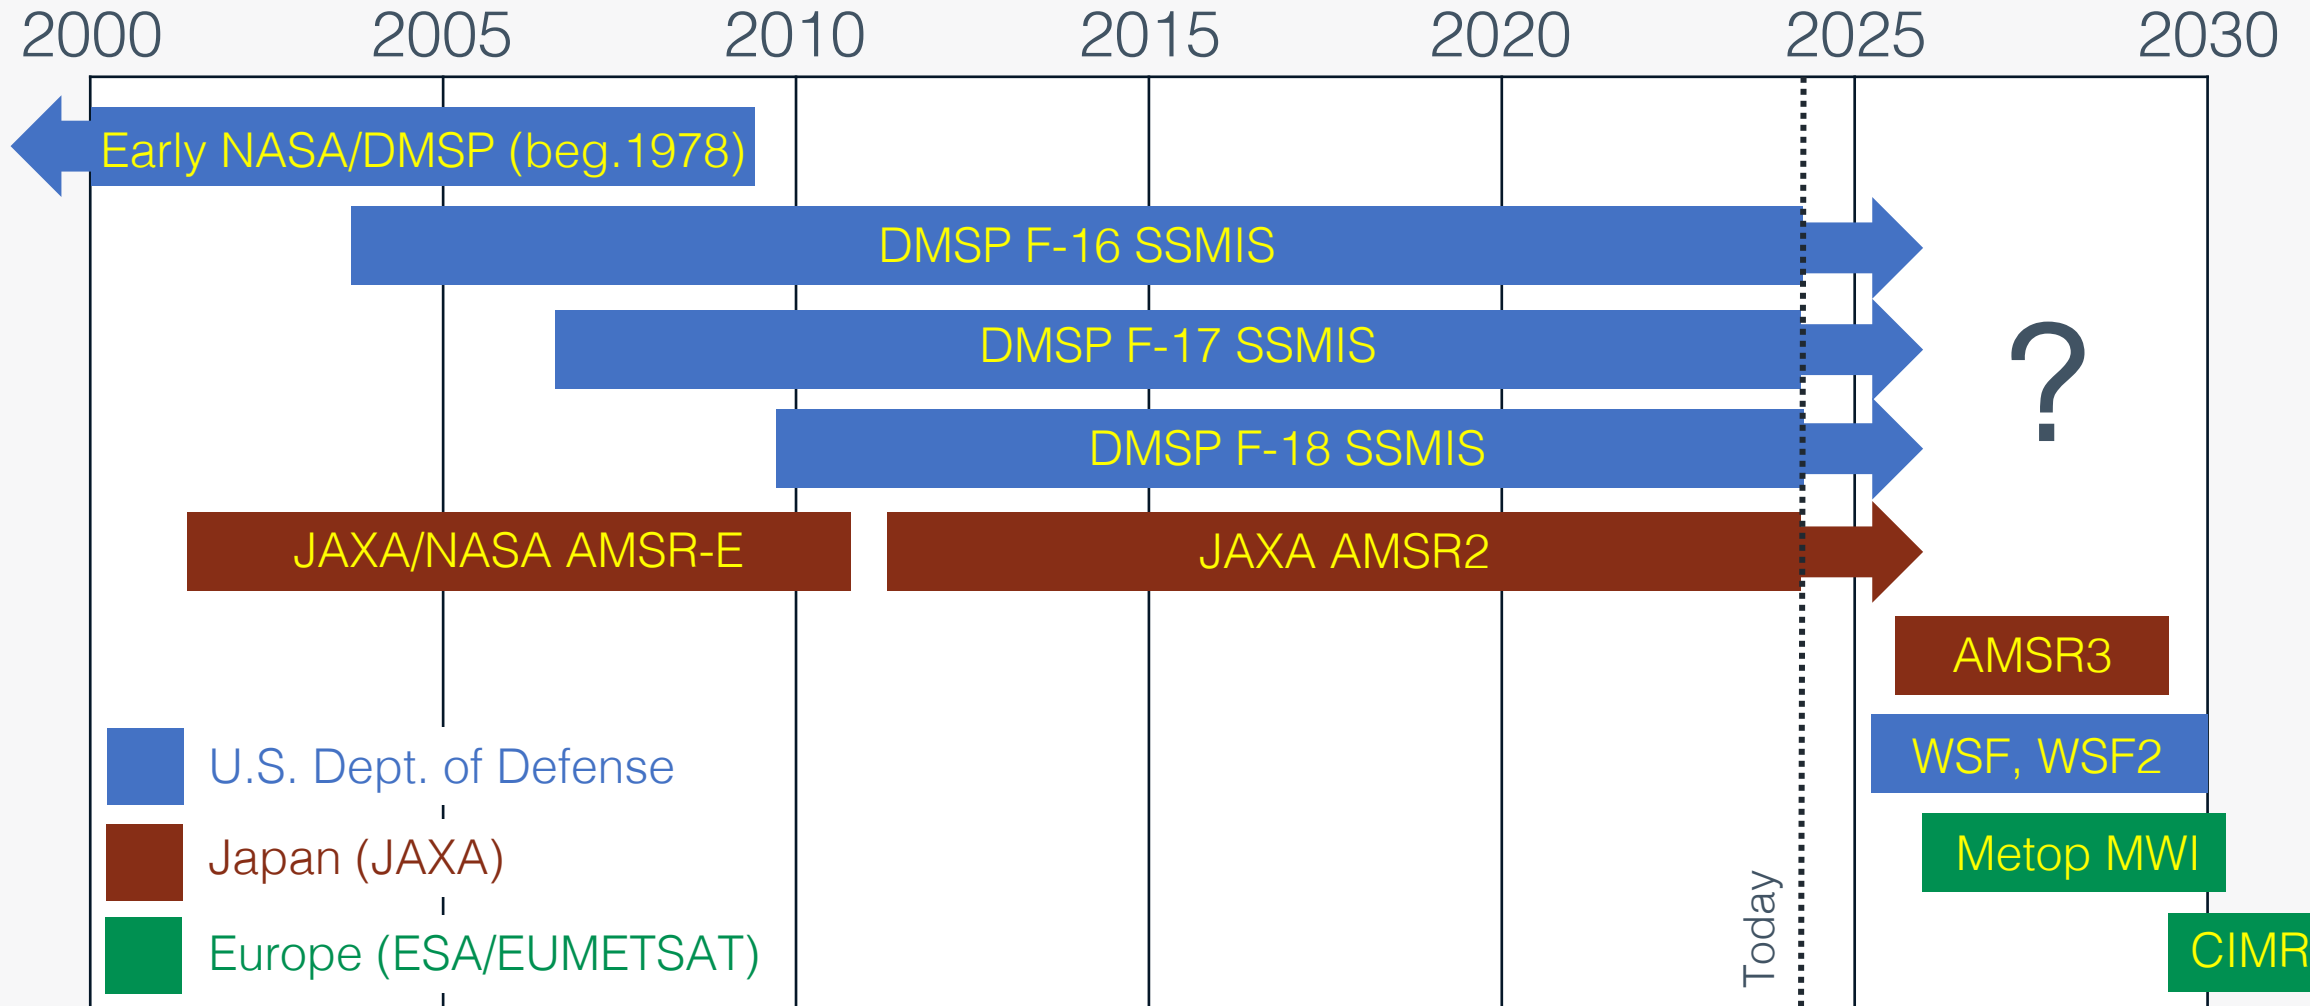 2000 2005 2010 2015 2020 2025 2030
Early NASA/DMSP (beg.1978)
DMSP F-16 SSMIS
DMSP F-17 SSMIS
?
DMSP F-18 SSMIS
JAXA/NASA AMSR-E
JAXA AMSR2
AMSR3
WSF, WSF2
U.S. Dept. of Defense
Metop MWI
Japan (JAXA)
Today
CIMR
Europe (ESA/EUMETSAT)